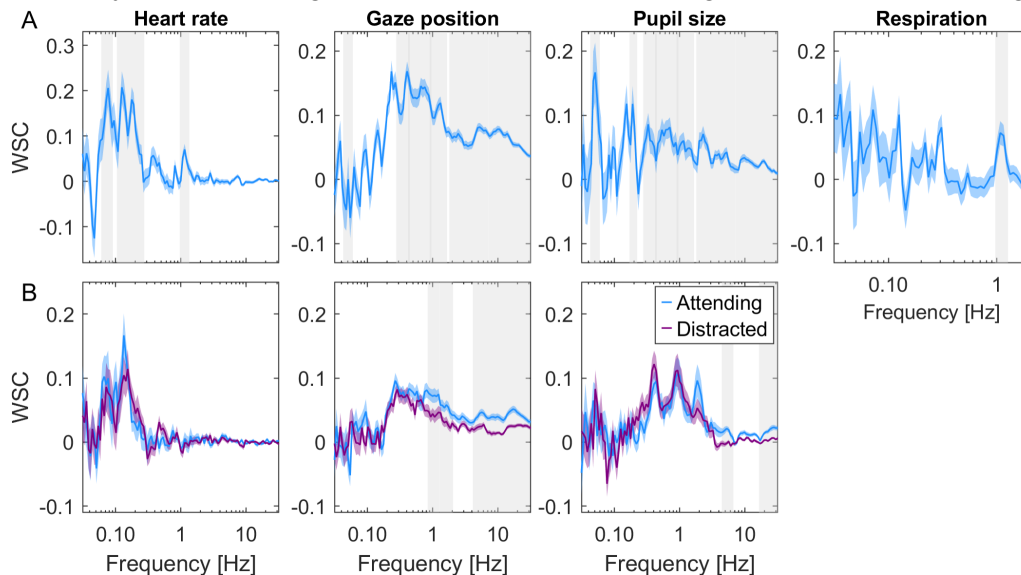 A
Heart rate
Gaze position
Pupil size
Respiration
WSC
0.3
0.2
0.1
0
-0.1
0.2
0.1
0
-0.1
0.2
0.1
0
-0.1
0.2
0.1
0
-0.1
0.10
1
Frequency [Hz]
B
Attending
Distracted
WSC
0.2
0.1
0
-0.1
0.2
0.1
0
-0.1
0.2
0.1
0
-0.1
0.10
1
10
0.10
1
10
0.10
1
10
Frequency [Hz]
Frequency [Hz]
Frequency [Hz]